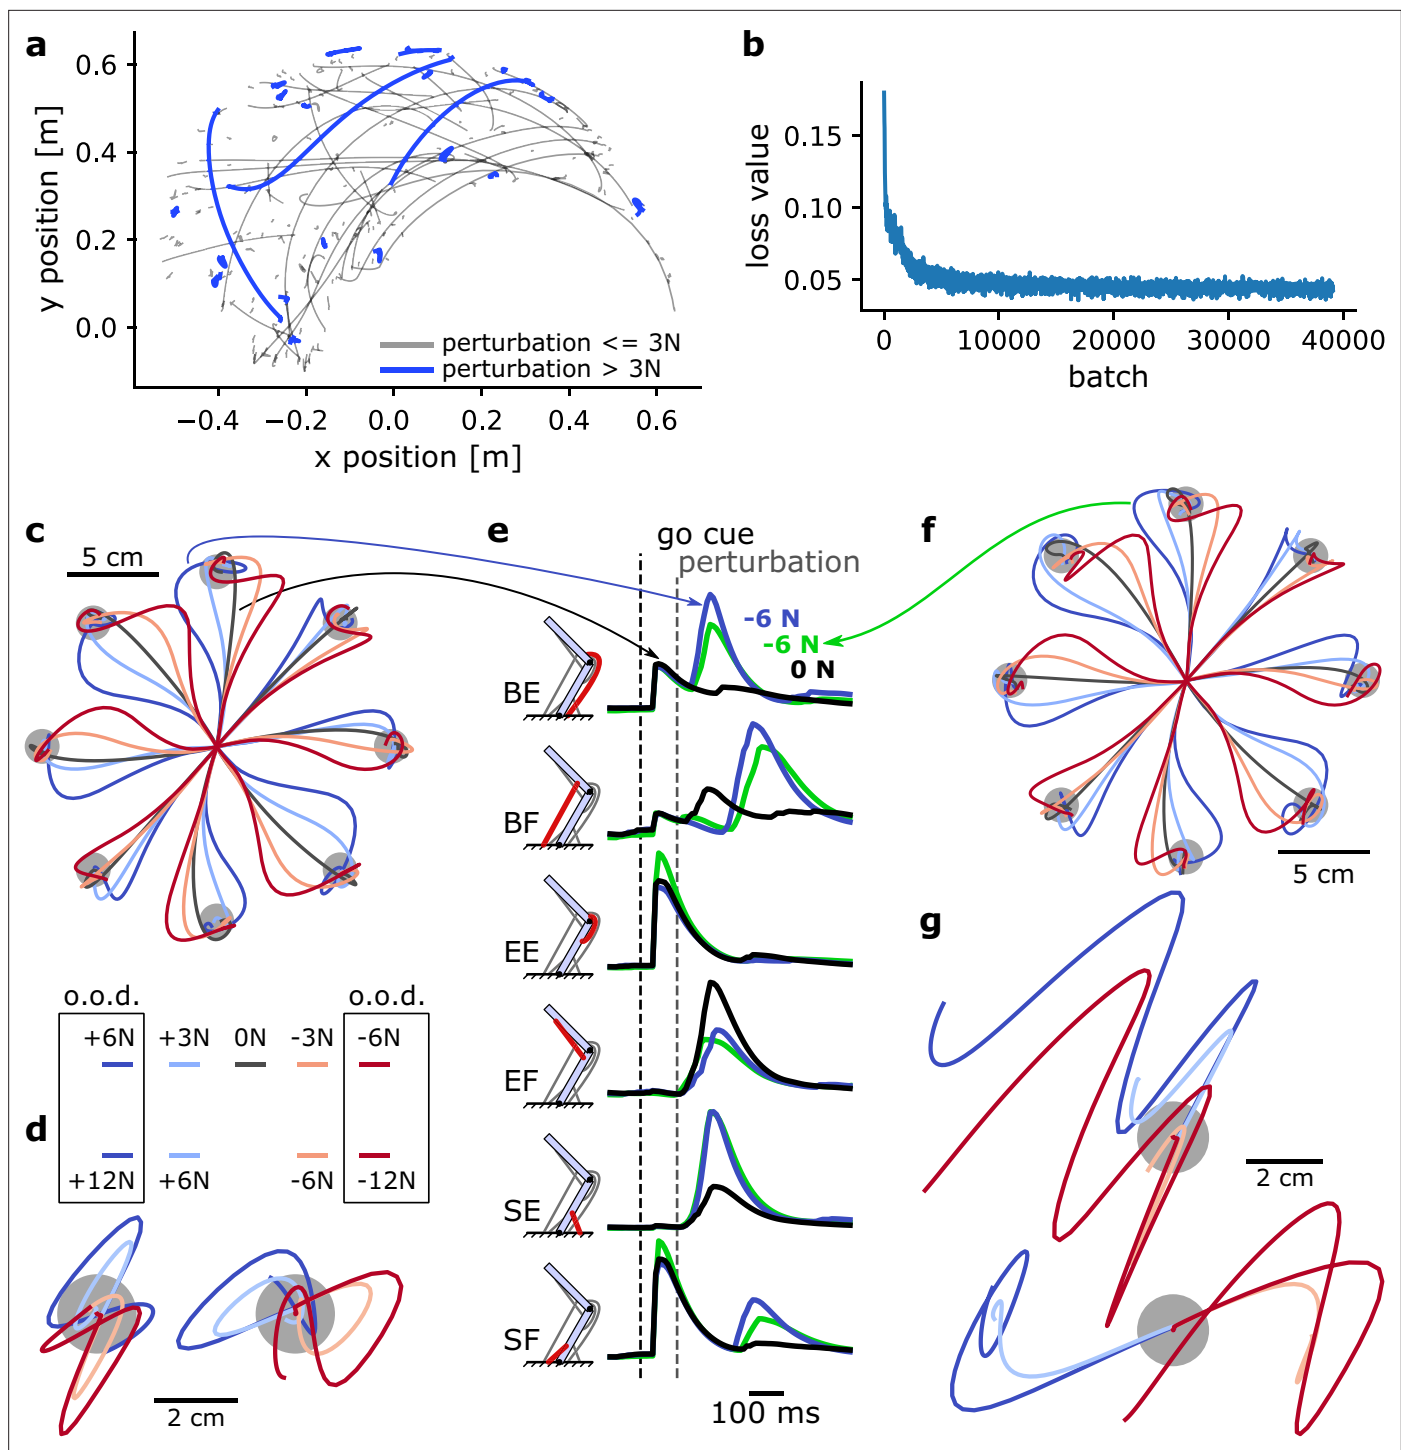 a
y position [m]
0.6
0.4
0.2
0.0
−0.4
−0.2
0.0
0.2
0.4
0.6
x position [m]
perturbation <= 3N
perturbation > 3N
b
loss value
0.15
0.10
0.05
0
10000
20000
30000
40000
batch
c
5 cm
o.o.d.
o.o.d.
+6N
+3N
0N
-3N
-6N
d
+12N
+6N
-6N
-12N
2 cm
e
go cue
perturbation
-6 N
-6 N
0 N
BE
BF
EE
EF
SE
SF
100 ms
f
5 cm
g
2 cm